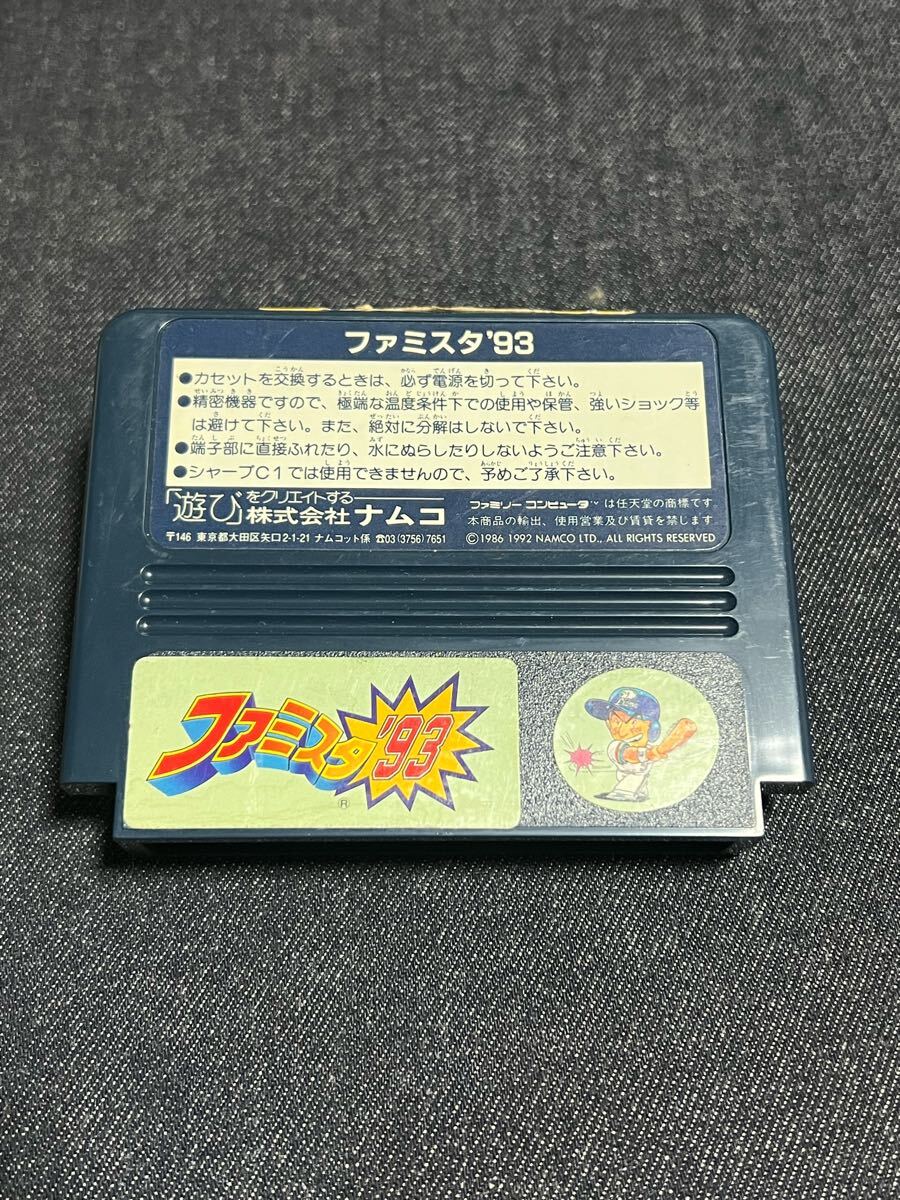 ファミスタ'93
●カセットを交換するときは、必ず電源を切って下さい。
●精密機器ですので、極端な温度条件下での使用や保管、強いショック等
は避けて下さい。また、絶対に分解はしないで下さい。
●端子部に直接ふれたり、水にぬらしたりしないようご注意下さい。
●シャープC1では使用できませんので、予めご了承下さい。
「遊び」をクリエイトする
株式会社ナムコ
〒146 東京都大田区矢口2-1-21 ナムコット係 ☎03(3756)7651
ファミリーコンピュータ™は任天堂の商標です
本商品の輸出、使用営業及び賃貸を禁じます
©1986 1992 NAMCO LTD., ALL RIGHTS RESERVED
ファミスタ'93
®